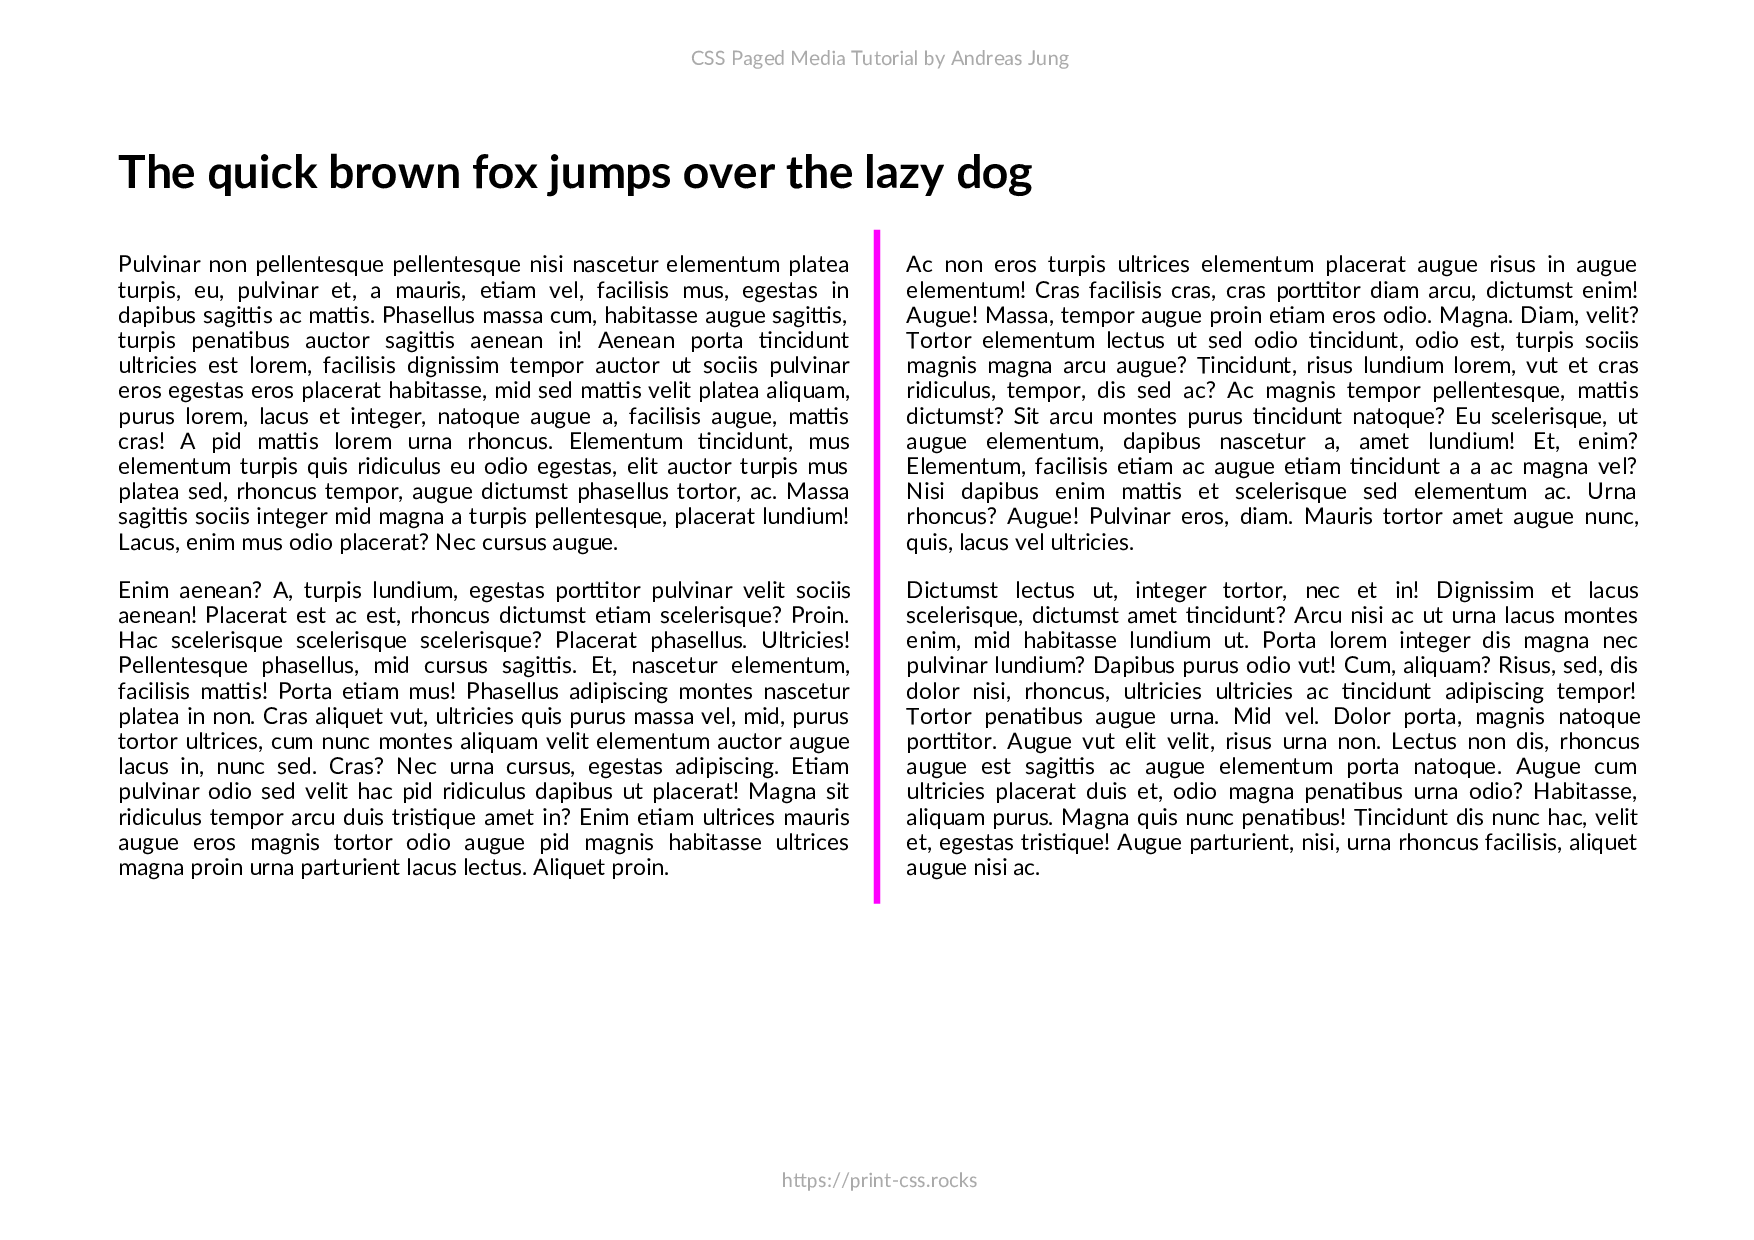 CSS Paged Media Tutorial by Andreas Jung
The quick brown fox jumps over the lazy dog
Pulvinar non pellentesque pellentesque nisi nascetur elementum platea
turpis, eu, pulvinar et, a mauris, etiam vel, facilisis mus, egestas in
dapibus sagittis ac mattis. Phasellus massa cum, habitasse augue sagittis,
turpis penatibus auctor sagittis aenean in! Aenean porta tincidunt
ultricies est lorem, facilisis dignissim tempor auctor ut sociis pulvinar
eros egestas eros placerat habitasse, mid sed mattis velit platea aliquam,
purus lorem, lacus et integer, natoque augue a, facilisis augue, mattis
cras! A pid mattis lorem urna rhoncus. Elementum tincidunt, mus
elementum turpis quis ridiculus eu odio egestas, elit auctor turpis mus
platea sed, rhoncus tempor, augue dictumst phasellus tortor, ac. Massa
sagittis sociis integer mid magna a turpis pellentesque, placerat lundium!
Lacus, enim mus odio placerat? Nec cursus augue.
Enim aenean? A, turpis lundium, egestas porttitor pulvinar velit sociis
aenean! Placerat est ac est, rhoncus dictumst etiam scelerisque? Proin.
Hac scelerisque scelerisque scelerisque? Placerat phasellus. Ultricies!
Pellentesque phasellus, mid cursus sagittis. Et, nascetur elementum,
facilisis mattis! Porta etiam mus! Phasellus adipiscing montes nascetur
platea in non. Cras aliquet vut, ultricies quis purus massa vel, mid, purus
tortor ultrices, cum nunc montes aliquam velit elementum auctor augue
lacus in, nunc sed. Cras? Nec urna cursus, egestas adipiscing. Etiam
pulvinar odio sed velit hac pid ridiculus dapibus ut placerat! Magna sit
ridiculus tempor arcu duis tristique amet in? Enim etiam ultrices mauris
augue eros magnis tortor odio augue pid magnis habitasse ultrices
magna proin urna parturient lacus lectus. Aliquet proin.
Ac non eros turpis ultrices elementum placerat augue risus in augue
elementum! Cras facilisis cras, cras porttitor diam arcu, dictumst enim!
Augue! Massa, tempor augue proin etiam eros odio. Magna. Diam, velit?
Tortor elementum lectus ut sed odio tincidunt, odio est, turpis sociis
magnis magna arcu augue? Tincidunt, risus lundium lorem, vut et cras
ridiculus, tempor, dis sed ac? Ac magnis tempor pellentesque, mattis
dictumst? Sit arcu montes purus tincidunt natoque? Eu scelerisque, ut
augue elementum, dapibus nascetur a, amet lundium! Et, enim?
Elementum, facilisis etiam ac augue etiam tincidunt a a ac magna vel?
Nisi dapibus enim mattis et scelerisque sed elementum ac. Urna
rhoncus? Augue! Pulvinar eros, diam. Mauris tortor amet augue nunc,
quis, lacus vel ultricies.
Dictumst lectus ut, integer tortor, nec et in! Dignissim et lacus
scelerisque, dictumst amet tincidunt? Arcu nisi ac ut urna lacus montes
enim, mid habitasse lundium ut. Porta lorem integer dis magna nec
pulvinar lundium? Dapibus purus odio vut! Cum, aliquam? Risus, sed, dis
dolor nisi, rhoncus, ultricies ultricies ac tincidunt adipiscing tempor!
Tortor penatibus augue urna. Mid vel. Dolor porta, magnis natoque
porttitor. Augue vut elit velit, risus urna non. Lectus non dis, rhoncus
augue est sagittis ac augue elementum porta natoque. Augue cum
ultricies placerat duis et, odio magna penatibus urna odio? Habitasse,
aliquam purus. Magna quis nunc penatibus! Tincidunt dis nunc hac, velit
et, egestas tristique! Augue parturient, nisi, urna rhoncus facilisis, aliquet
augue nisi ac.
https://print-css.rocks